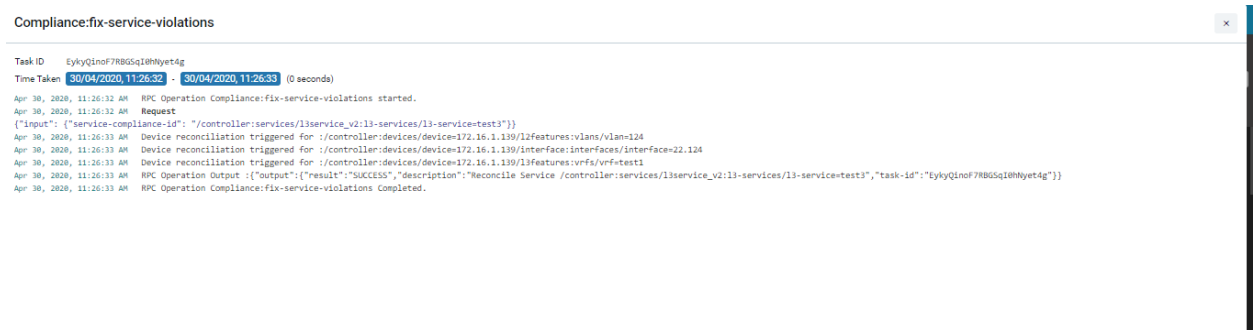 Compliance:fix-service-violations
×
Task ID EykyQinoF7RBGSqI0hNyet4g
Time Taken 30/04/2020, 11:26:32 - 30/04/2020, 11:26:33 (0 seconds)
Apr 30, 2020, 11:26:32 AM RPC Operation Compliance:fix-service-violations started.
Apr 30, 2020, 11:26:32 AM Request
{"input": {"service-compliance-id": "/controller:services/l3service_v2:l3-services/l3-service=test3"}}
Apr 30, 2020, 11:26:33 AM Device reconciliation triggered for :/controller:devices/device=172.16.1.139/l2features:vlans/vlan=124
Apr 30, 2020, 11:26:33 AM Device reconciliation triggered for :/controller:devices/device=172.16.1.139/interface:interfaces/interface=22.124
Apr 30, 2020, 11:26:33 AM Device reconciliation triggered for :/controller:devices/device=172.16.1.139/l3features:vrfs/vrf=test1
Apr 30, 2020, 11:26:33 AM RPC Operation Output :{"output":{"result":"SUCCESS","description":"Reconcile Service /controller:services/l3service_v2:l3-services/l3-service=test3","task-id":"EykyQinoF7RBGSqI0hNyet4g"}}
Apr 30, 2020, 11:26:33 AM RPC Operation Compliance:fix-service-violations Completed.